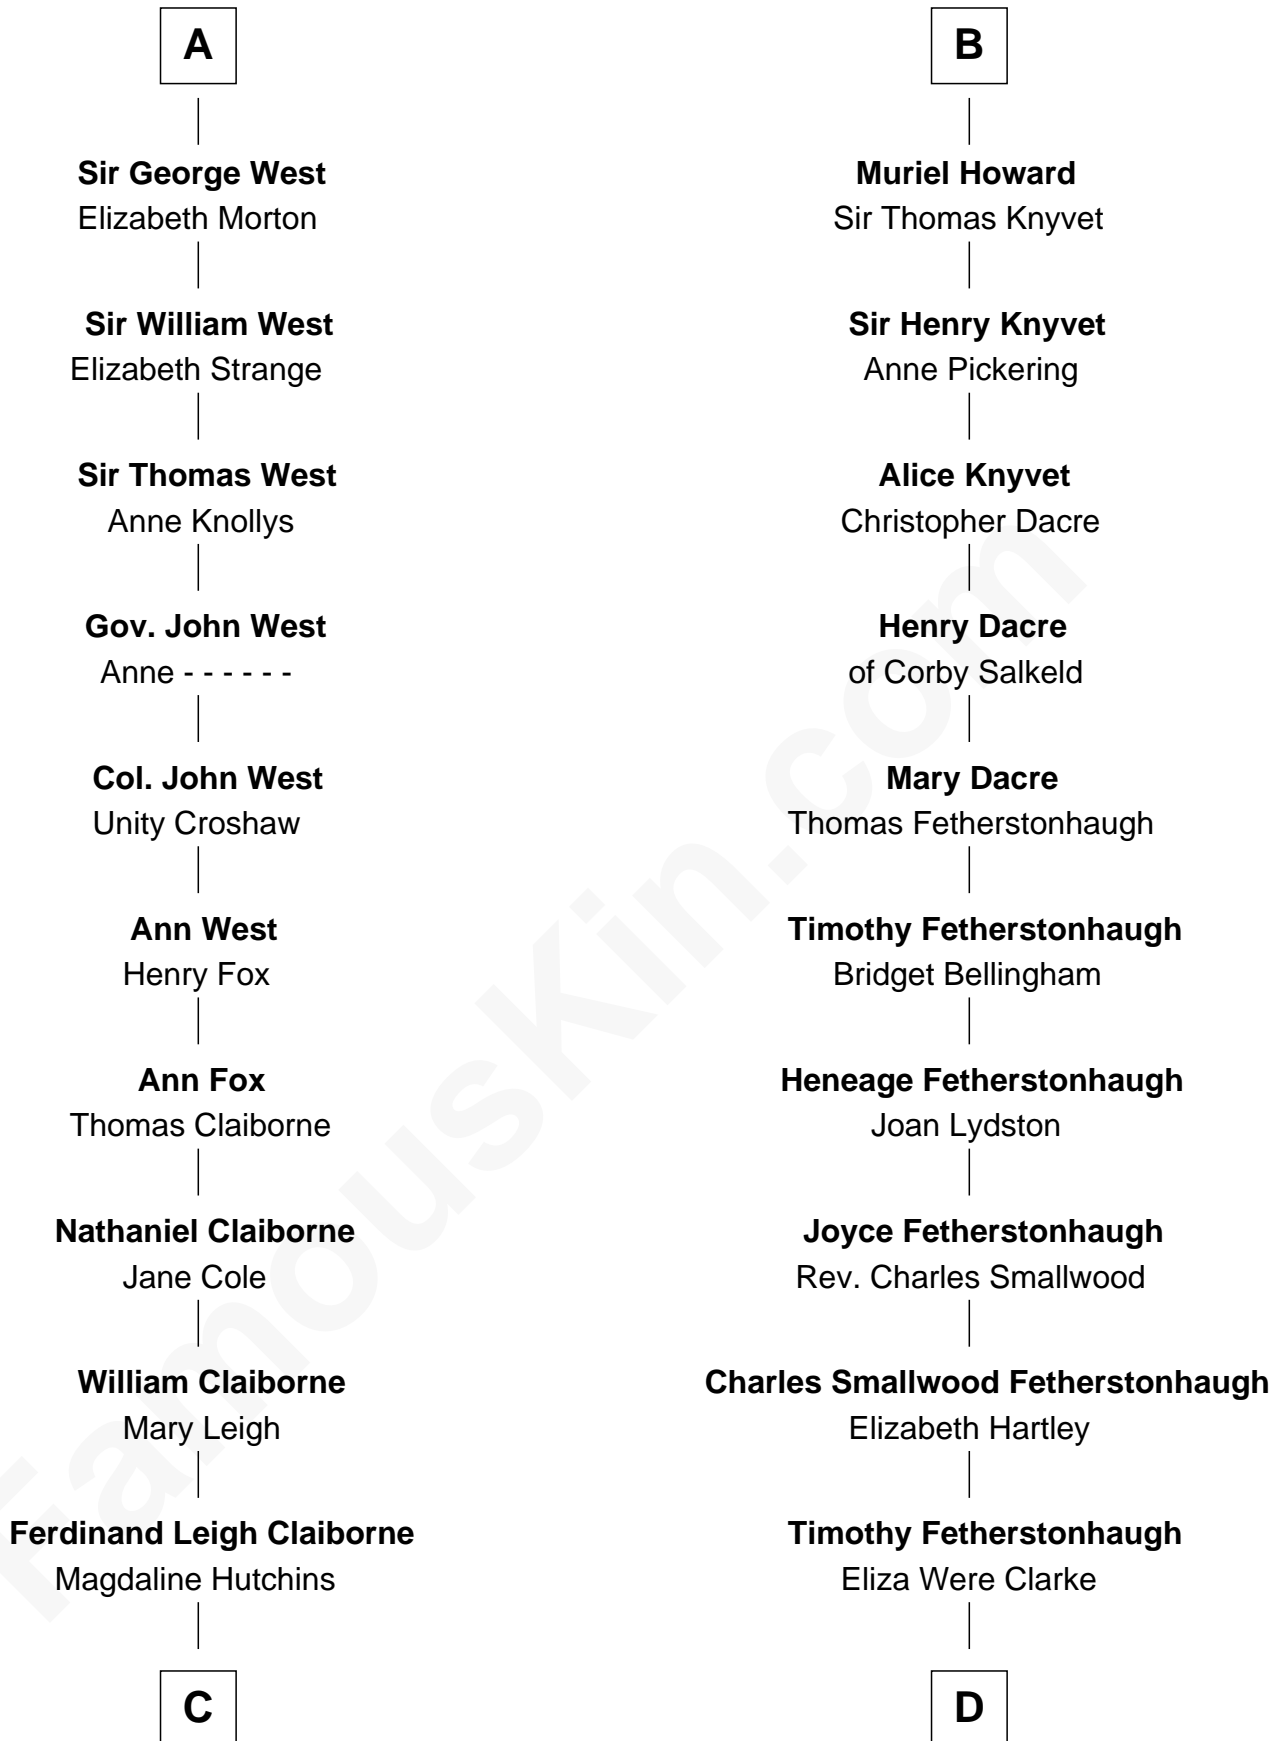 A
Sir George West
Elizabeth Morton
Sir William West
Elizabeth Strange
Sir Thomas West
Anne Knollys
Gov. John West
Anne - - - - - -
Col. John West
Unity Croshaw
Ann West
Henry Fox
Ann Fox
Thomas Claiborne
Nathaniel Claiborne
Jane Cole
William Claiborne
Mary Leigh
Ferdinand Leigh Claiborne
Magdaline Hutchins
C
B
Muriel Howard
Sir Thomas Knyvet
Sir Henry Knyvet
Anne Pickering
Alice Knyvet
Christopher Dacre
Henry Dacre
of Corby Salkeld
Mary Dacre
Thomas Fetherstonhaugh
Timothy Fetherstonhaugh
Bridget Bellingham
Heneage Fetherstonhaugh
Joan Lydston
Joyce Fetherstonhaugh
Rev. Charles Smallwood
Charles Smallwood Fetherstonhaugh
Elizabeth Hartley
Timothy Fetherstonhaugh
Eliza Were Clarke
D
FamousKin.com